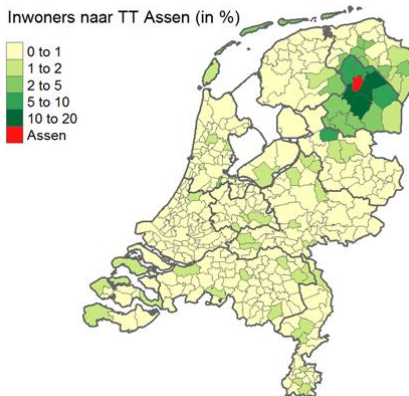 Inwoners naar TT Assen (in %)
0 to 1
1 to 2
2 to 5
5 to 10
10 to 20
Assen